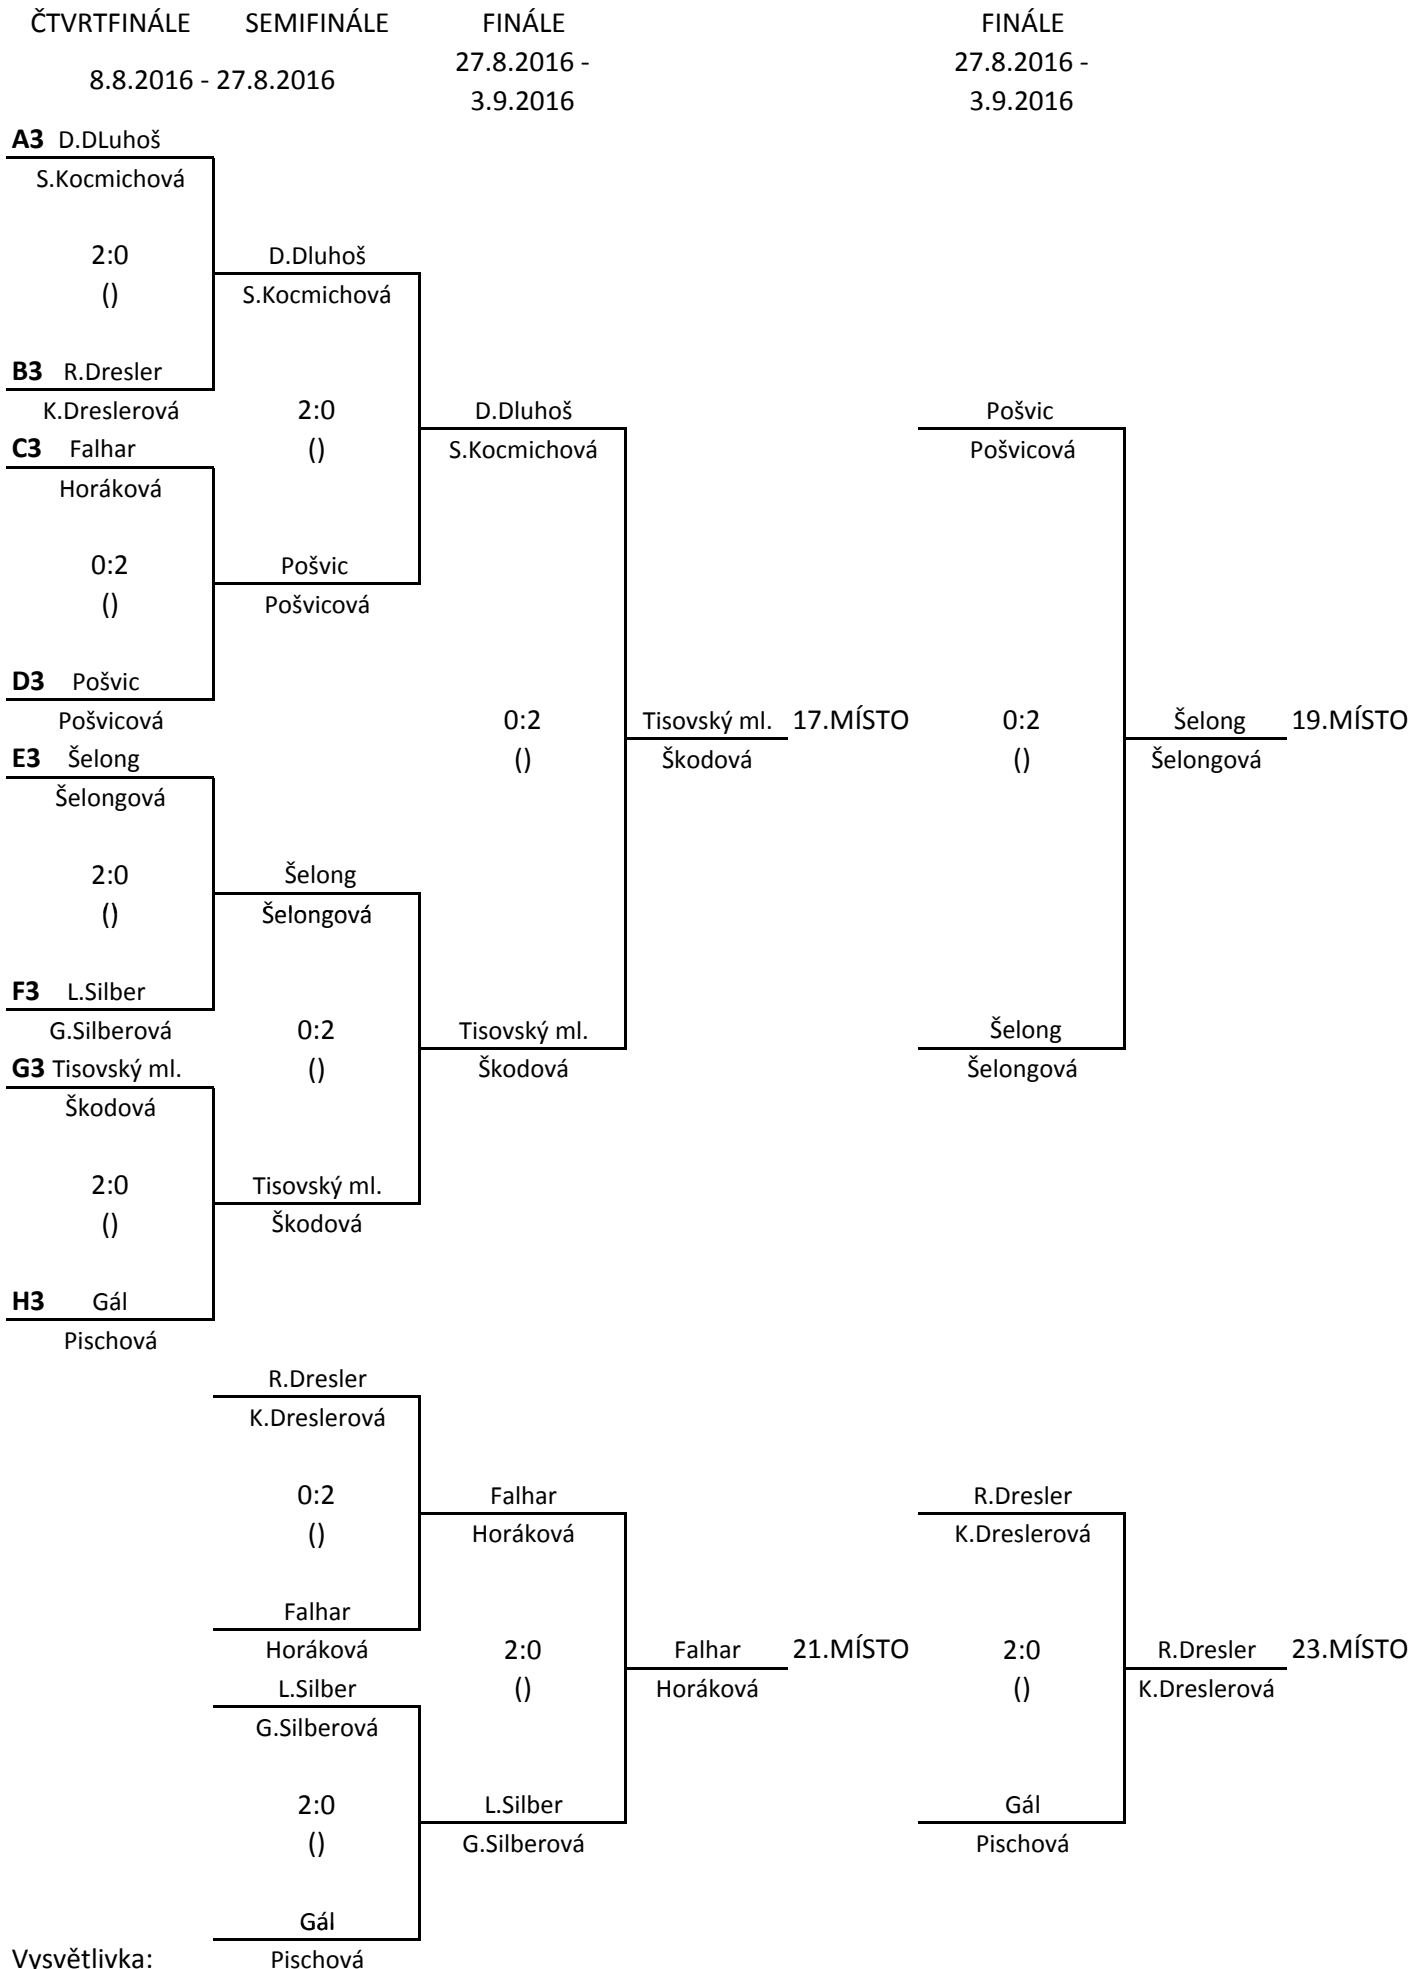 ČTVRTFINÁLE SEMIFINÁLE FINÁLE FINÁLE
8.8.2016 - 27.8.2016 27.8.2016 - 27.8.2016 -
3.9.2016 3.9.2016
A3 D.DLuhoš
S.Kocmichová
2:0 D.Dluhoš
() S.Kocmichová
B3 R.Dresler
K.Dreslerová 2:0 D.Dluhoš Pošvic
C3 Falhar () S.Kocmichová Pošvicová
Horáková
0:2 Pošvic
() Pošvicová
D3 Pošvic
Pošvicová 0:2 Tisovský ml. 17.MÍSTO 0:2 Šelong 19.MÍSTO
E3 Šelong () Škodová () Šelongová
Šelongová
2:0 Šelong
() Šelongová
F3 L.Silber
G.Silberová 0:2 Tisovský ml. Šelong
G3 Tisovský ml. () Škodová Šelongová
Škodová
2:0 Tisovský ml.
() Škodová
H3 Gál
Pischová
R.Dresler
K.Dreslerová
0:2 Falhar R.Dresler
() Horáková K.Dreslerová
Falhar
Horáková 2:0 Falhar 21.MÍSTO 2:0 R.Dresler 23.MÍSTO
L.Silber () Horáková () K.Dreslerová
G.Silberová
2:0 L.Silber Gál
() G.Silberová Pischová
Gál
Vysvětlivka: Pischová